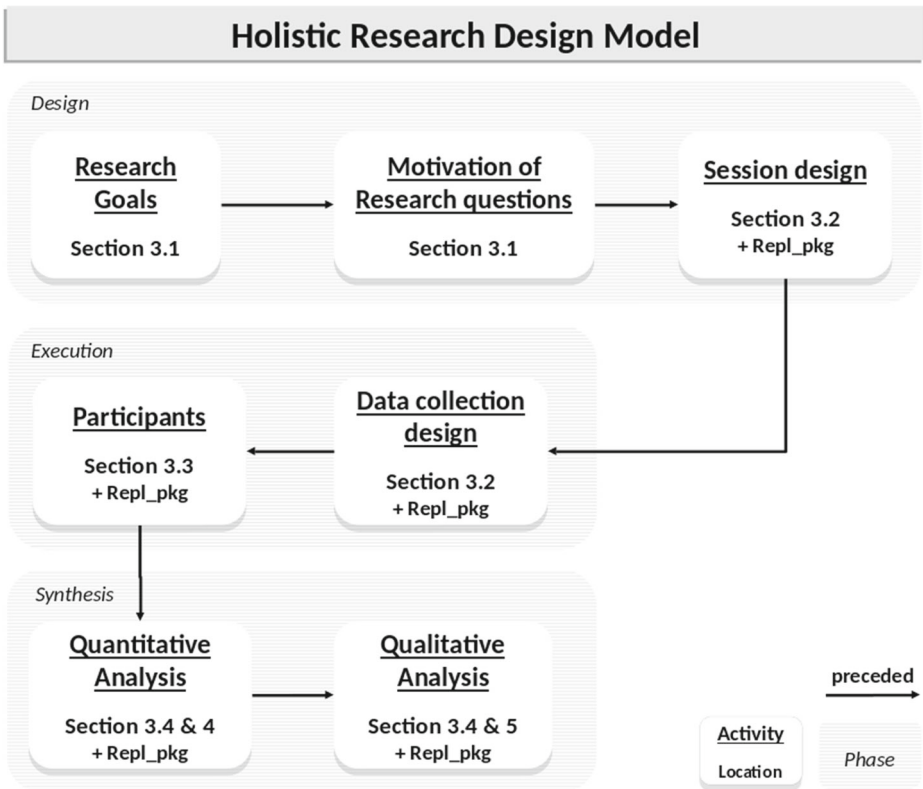 Holistic Research Design Model
Design
Research
Goals
Section 3.1
Motivation of
Research questions
Section 3.1
Session design
Section 3.2
+ Repl_pkg
Execution
Participants
Section 3.3
+ Repl_pkg
Data collection
design
Section 3.2
+ Repl_pkg
Synthesis
Quantitative
Analysis
Section 3.4 & 4
+ Repl_pkg
Qualitative
Analysis
Section 3.4 & 5
+ Repl_pkg
preceded
Activity
Location
Phase